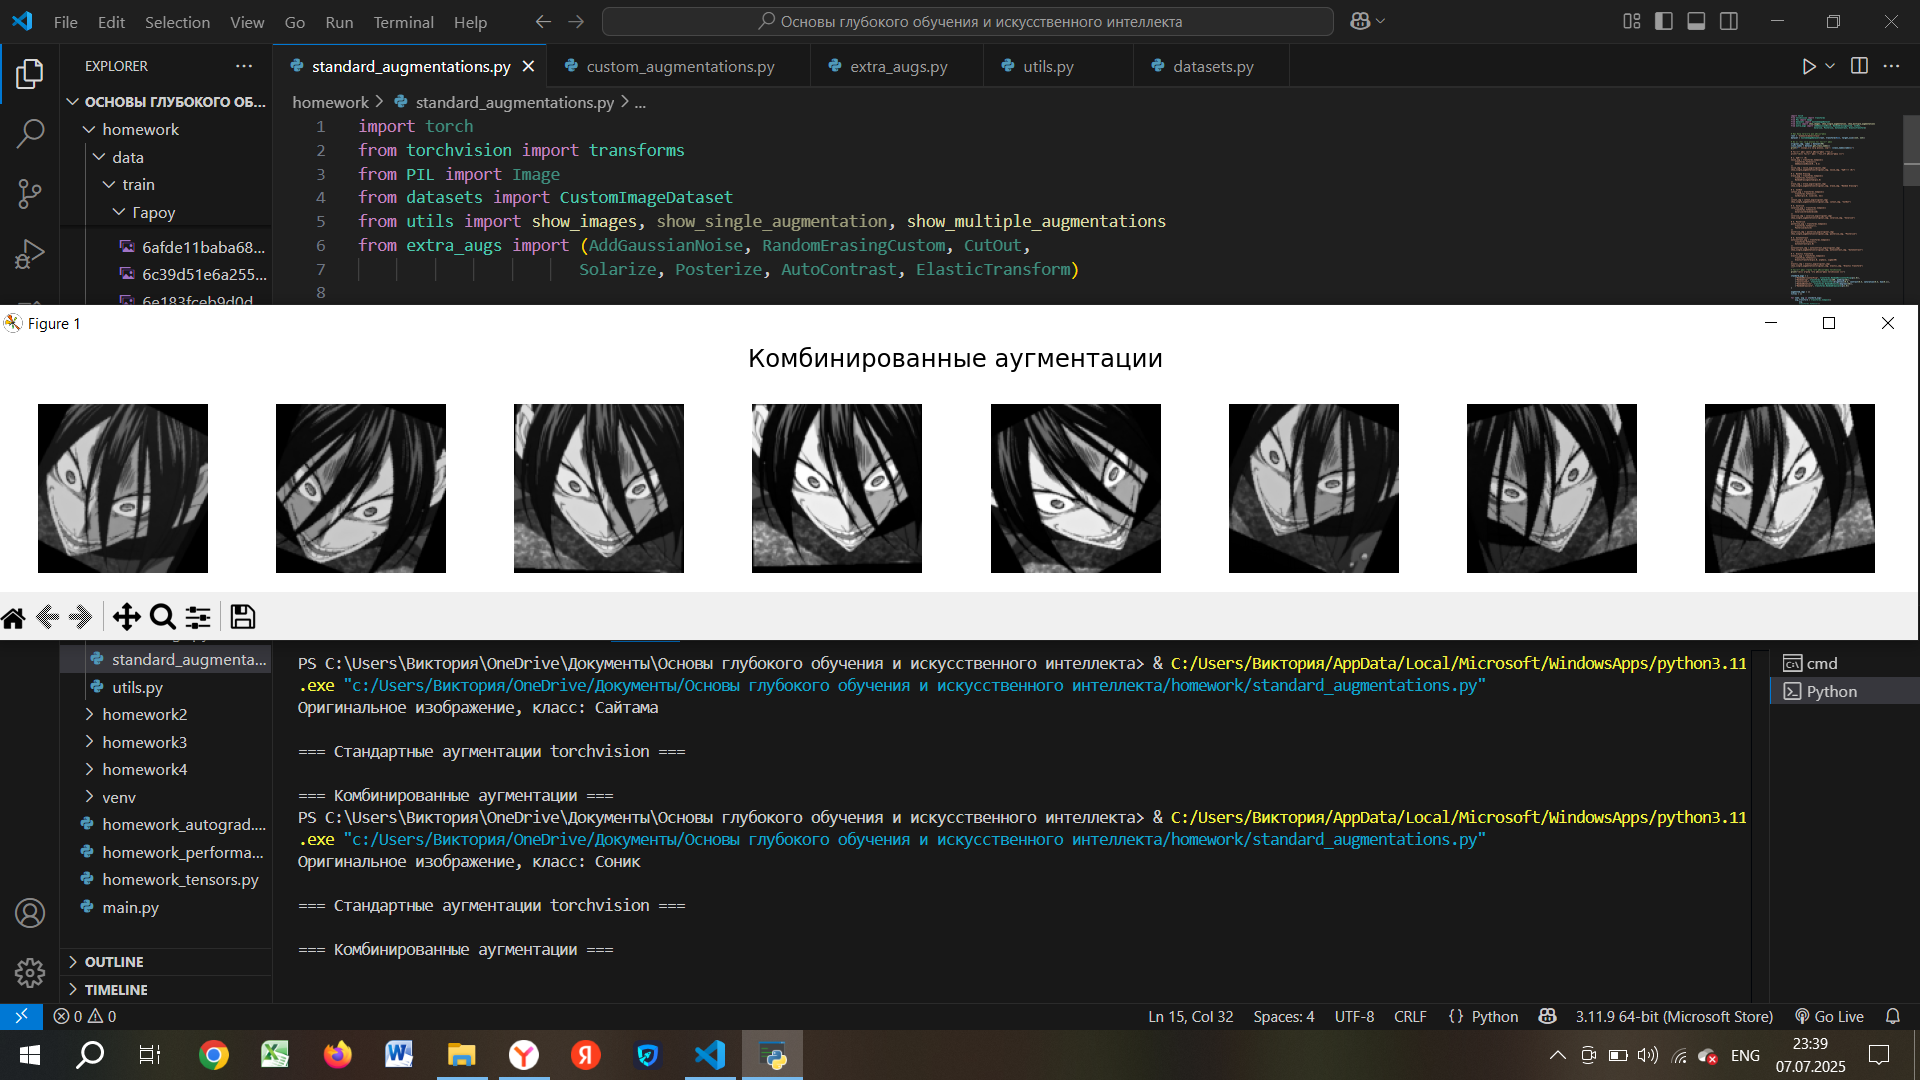 File Edit Selection View Go Run Terminal Help
Основы глубокого обучения и искусственного интеллекта
EXPLORER
standard_augmentations.py
custom_augmentations.py
extra_augs.py
utils.py
datasets.py
ОСНОВЫ ГЛУБОКОГО ОБ...
homework > standard_augmentations.py > ...
homework
data
train
Гароу
6afde11baba68...
6c39d51e6a255...
6e183fceb9d0d
1 import torch
2 from torchvision import transforms
3 from PIL import Image
4 from datasets import CustomImageDataset
5 from utils import show_images, show_single_augmentation, show_multiple_augmentations
6 from extra_augs import (AddGaussianNoise, RandomErasingCustom, CutOut,
7 Solarize, Posterize, AutoContrast, ElasticTransform)
8
Figure 1
Комбинированные аугментации
standard_augmenta...
utils.py
homework2
homework3
homework4
venv
homework_autograd....
homework_performa...
homework_tensors.py
main.py
OUTLINE
TIMELINE
PS C:\Users\Виктория\OneDrive\Документы\Основы глубокого обучения и искусственного интеллекта> & C:/Users/Виктория/AppData/Local/Microsoft/WindowsApps/python3.11
.exe "c:/Users/Виктория/OneDrive/Документы/Основы глубокого обучения и искусственного интеллекта/homework/standard_augmentations.py"
Оригинальное изображение, класс: Сайтама
=== Стандартные аугментации torchvision ===
=== Комбинированные аугментации ===
PS C:\Users\Виктория\OneDrive\Документы\Основы глубокого обучения и искусственного интеллекта> & C:/Users/Виктория/AppData/Local/Microsoft/WindowsApps/python3.11
.exe "c:/Users/Виктория/OneDrive/Документы/Основы глубокого обучения и искусственного интеллекта/homework/standard_augmentations.py"
Оригинальное изображение, класс: Соник
=== Стандартные аугментации torchvision ===
=== Комбинированные аугментации ===
cmd
Python
0 0
Ln 15, Col 32 Spaces: 4 UTF-8 CRLF {} Python 3.11.9 64-bit (Microsoft Store) Go Live
ENG
23:39
07.07.2025